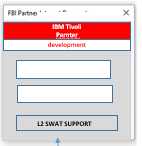 FBI Partner
IBM Tivoli
Parnter
development
L2 SWAT SUPPORT